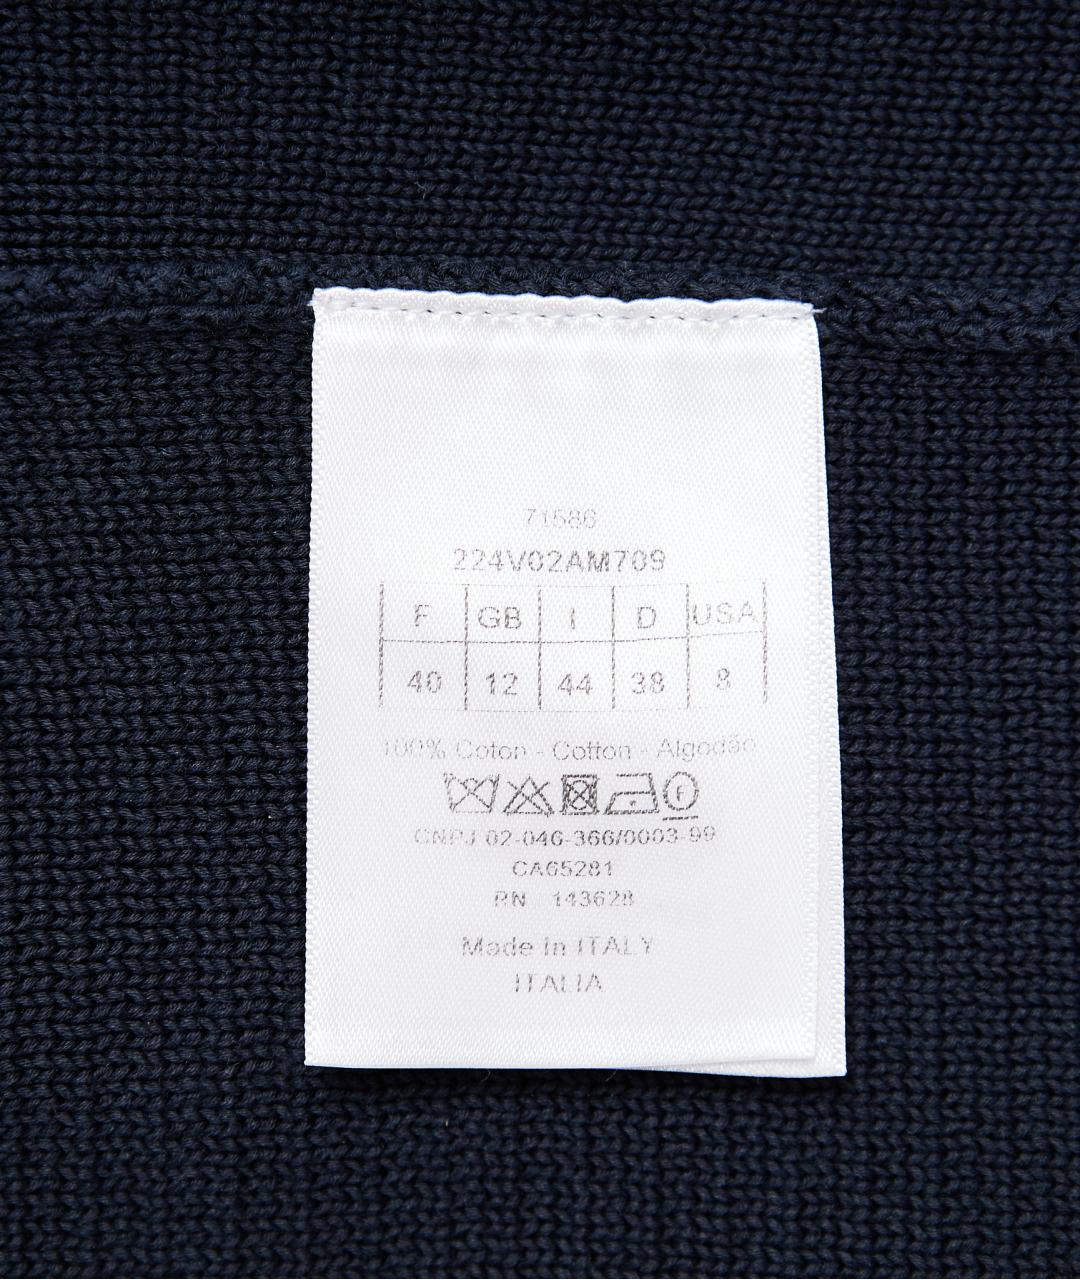 71586
224V02AM709
F GB I D USA
40 12 44 38 8
100% Coton - Cotton - Algodão
F
CNPJ 02-046-366/0003-99
CA65281
RN 143628
Made in ITALY
ITALIA